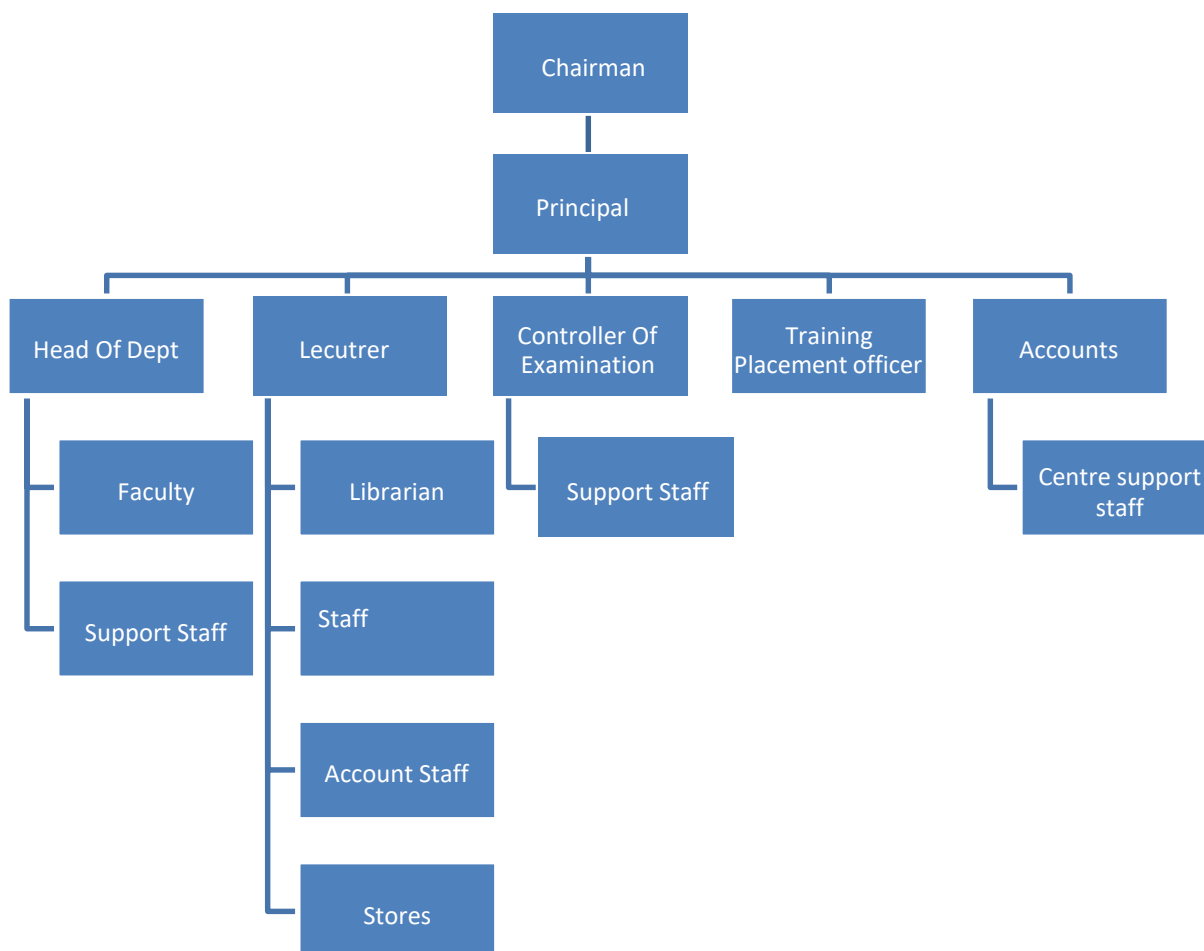 Chairman
Principal
Head Of Dept
Lecutrer
Controller Of
Examination
Training
Placement officer
Accounts
Faculty
Librarian
Support Staff
Centre support
staff
Support Staff
Staff
Account Staff
Stores